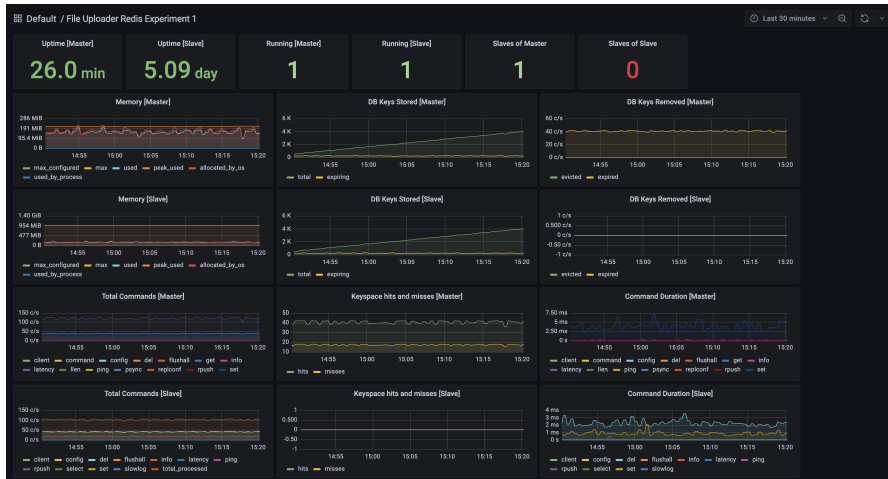 Default / File Uploader Redis Experiment 1
Last 30 minutes
Uptime [Master]
26.0 min
Uptime [Slave]
5.09 day
Running [Master]
1
Running [Slave]
1
Slaves of Master
1
Slaves of Slave
0
Memory [Master]
286 MiB
191 MiB
95.4 MiB
0 B
14:55 15:00 15:05 15:10 15:15 15:20
max_configured max used peak_used allocated_by_os
used_by_process
DB Keys Stored [Master]
6 K
4 K
2 K
0
14:55 15:00 15:05 15:10 15:15 15:20
total expiring
DB Keys Removed [Master]
60 c/s
40 c/s
20 c/s
0 c/s
14:55 15:00 15:05 15:10 15:15 15:20
evicted expired
Memory [Slave]
1.40 GiB
954 MiB
477 MiB
0 B
14:55 15:00 15:05 15:10 15:15 15:20
max_configured max used peak_used allocated_by_os
used_by_process
DB Keys Stored [Slave]
6 K
4 K
2 K
0
14:55 15:00 15:05 15:10 15:15 15:20
total expiring
DB Keys Removed [Slave]
1 c/s
0.500 c/s
0 c/s
-0.50 c/s
-1 c/s
14:55 15:00 15:05 15:10 15:15 15:20
evicted expired
Total Commands [Master]
150 c/s
100 c/s
50 c/s
0 c/s
14:55 15:00 15:05 15:10 15:15 15:20
client command config del flushall get info
latency llen ping psync replconf rpush set
Keyspace hits and misses [Master]
50
40
30
20
10
14:55 15:00 15:05 15:10 15:15 15:20
hits misses
Command Duration [Master]
7.50 ms
5 ms
2.50 ms
0 s
14:55 15:00 15:05 15:10 15:15 15:20
client command config del flushall get info
latency llen ping psync replconf rpush set
Total Commands [Slave]
150 c/s
100 c/s
50 c/s
0 c/s
14:55 15:00 15:05 15:10 15:15 15:20
client config del flushall info latency ping
rpush select set slowlog total_processed
Keyspace hits and misses [Slave]
1
0.500
0
-0.50
-1
14:55 15:00 15:05 15:10 15:15 15:20
hits misses
Command Duration [Slave]
4 ms
3 ms
2 ms
1 ms
0 s
14:55 15:00 15:05 15:10 15:15 15:20
client config del flushall info latency ping
rpush select set slowlog